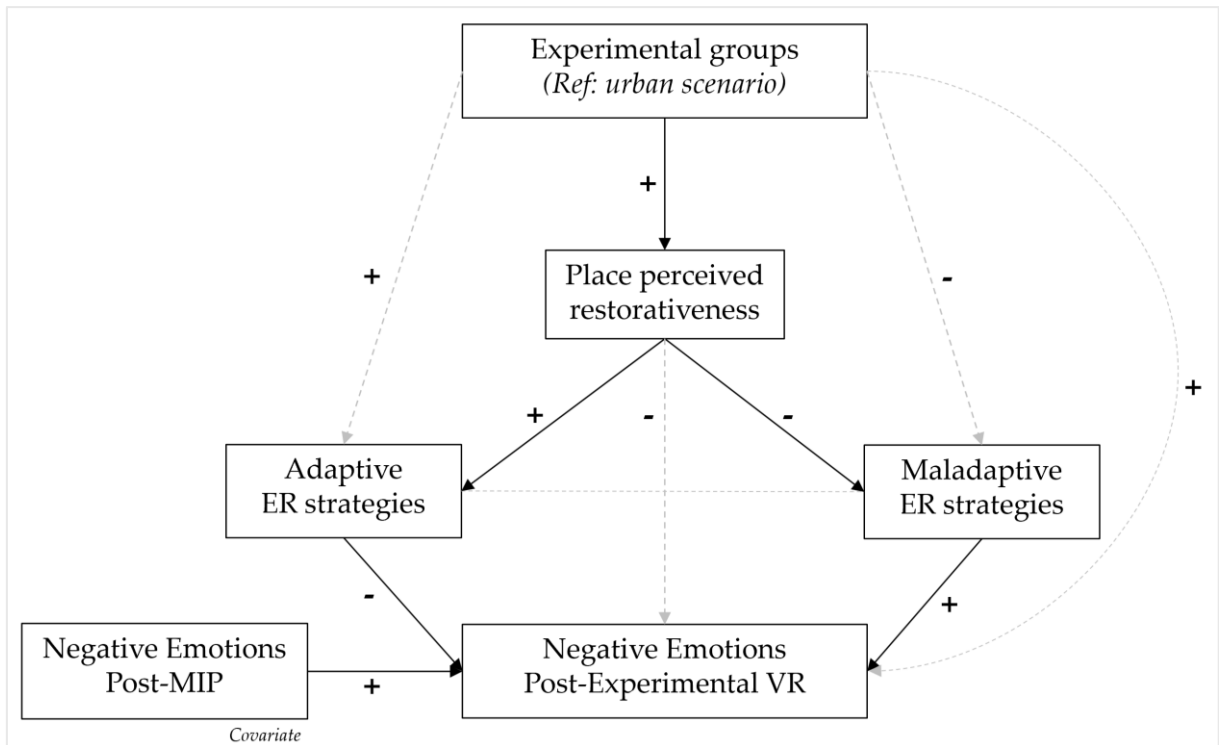 Experimental groups
(Ref: urban scenario)
+
Place perceived
restorativeness
+
-
+
-
-
+
Adaptive
ER strategies
Maladaptive
ER strategies
-
+
Negative Emotions
Post-MIP
+
Negative Emotions
Post-Experimental VR
Covariate